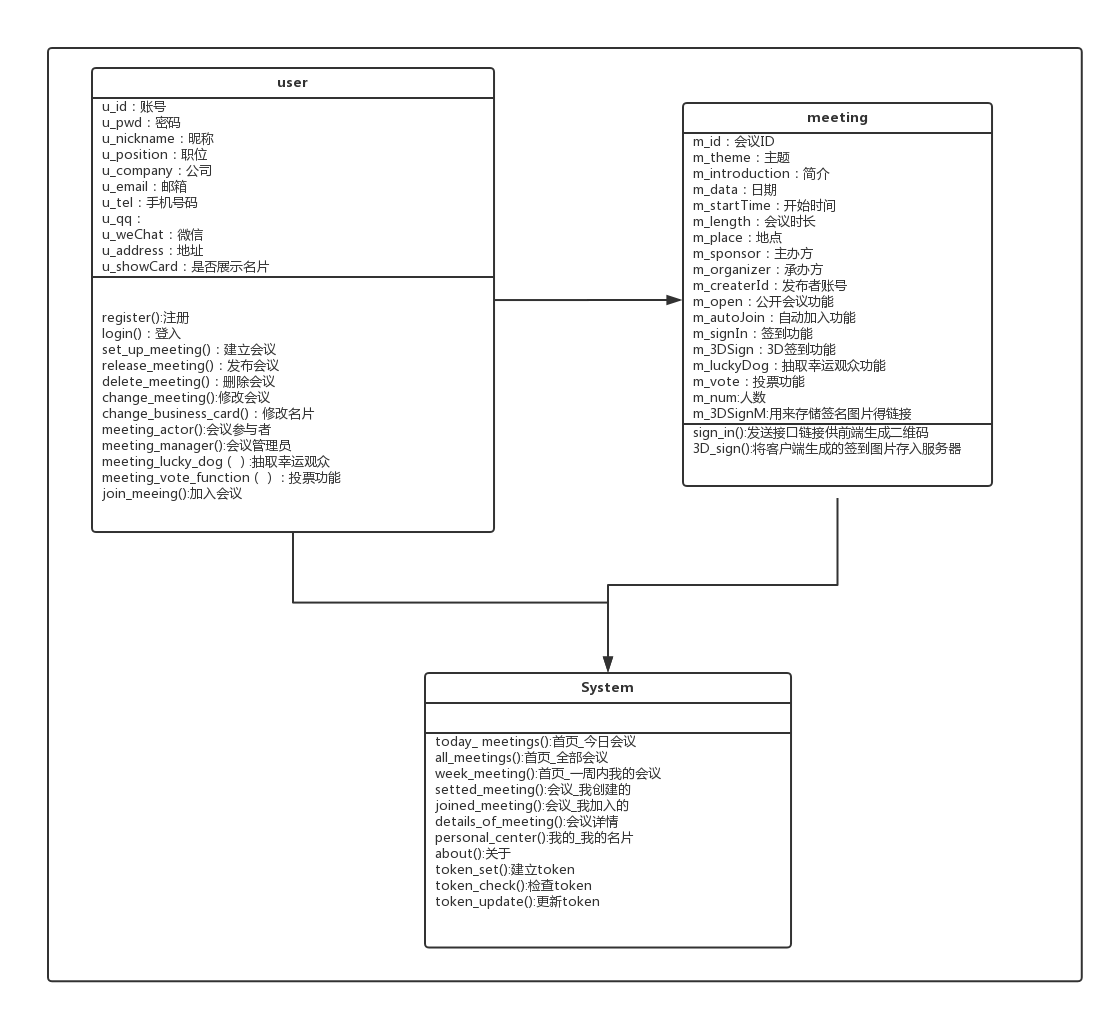 user
u_id：账号
u_pwd：密码
u_nickname：昵称
u_position：职位
u_company：公司
u_email：邮箱
u_tel：手机号码
u_qq：
u_weChat：微信
u_address：地址
u_showCard：是否展示名片
register():注册
login()：登入
set_up_meeting()：建立会议
release_meeting()：发布会议
delete_meeting()：删除会议
change_meeting():修改会议
change_business_card()：修改名片
meeting_actor():会议参与者
meeting_manager():会议管理员
meeting_lucky_dog（ ）:抽取幸运观众
meeting_vote_function（ ）：投票功能
join_meeing():加入会议
meeting
m_id：会议ID
m_theme：主题
m_introduction：简介
m_data：日期
m_startTime：开始时间
m_length：会议时长
m_place：地点
m_sponsor：主办方
m_organizer：承办方
m_createrId：发布者账号
m_open：公开会议功能
m_autoJoin：自动加入功能
m_signIn：签到功能
m_3DSign：3D签到功能
m_luckyDog：抽取幸运观众功能
m_vote：投票功能
m_num:人数
m_3DSignM:用来存储签名图片得链接
sign_in():发送接口链接供前端生成二维码
3D_sign():将客户端生成的签到图片存入服务器
System
today_ meetings():首页_今日会议
all_meetings():首页_全部会议
week_meeting():首页_一周内我的会议
setted_meeting():会议_我创建的
joined_meeting():会议_我加入的
details_of_meeting():会议详情
personal_center():我的_我的名片
about():关于
token_set():建立token
token_check():检查token
token_update():更新token